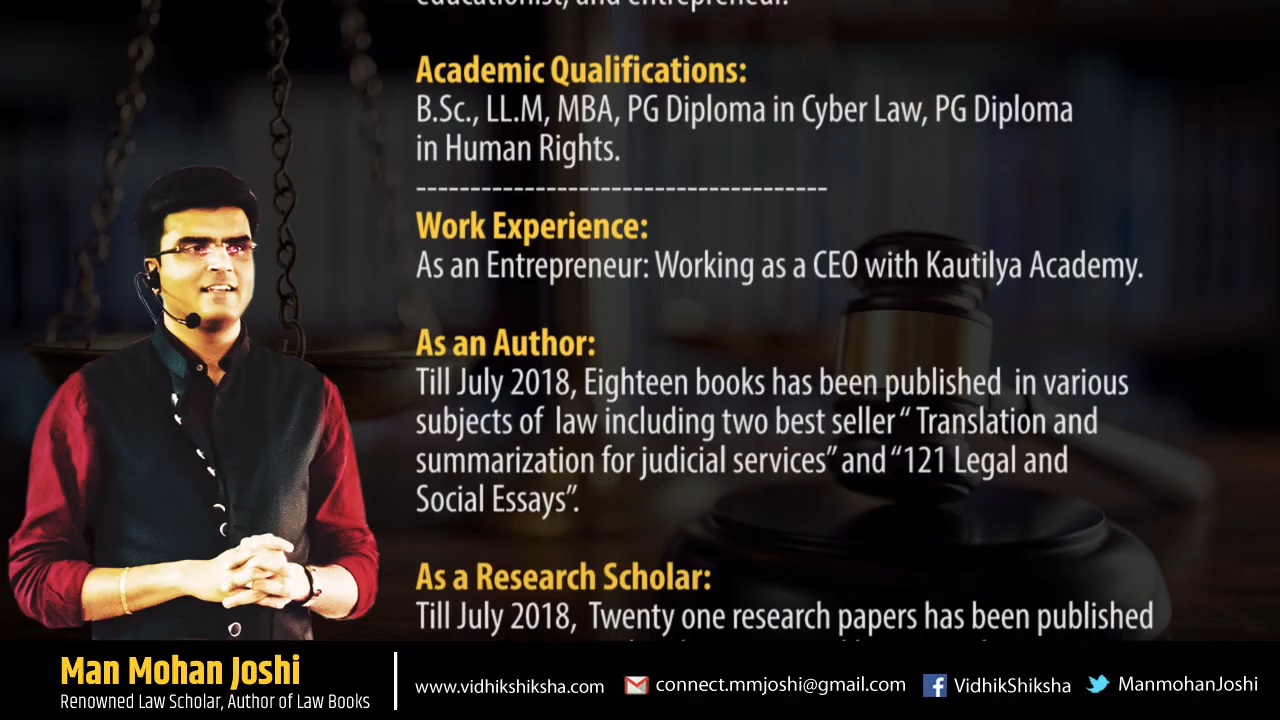 educationist, and entrepreneur.
Academic Qualifications:
B.Sc., LL.M, MBA, PG Diploma in Cyber Law, PG Diploma
in Human Rights.
--------------------------------------
Work Experience:
As an Entrepreneur: Working as a CEO with Kautilya Academy.
As an Author:
Till July 2018, Eighteen books has been published in various
subjects of law including two best seller “ Translation and
summarization for judicial services” and “121 Legal and
Social Essays”.
As a Research Scholar:
Till July 2018, Twenty one research papers has been published
Man Mohan Joshi
Renowned Law Scholar, Author of Law Books
www.vidhikshiksha.com
connect.mmjoshi@gmail.com
VidhikShiksha
ManmohanJoshi